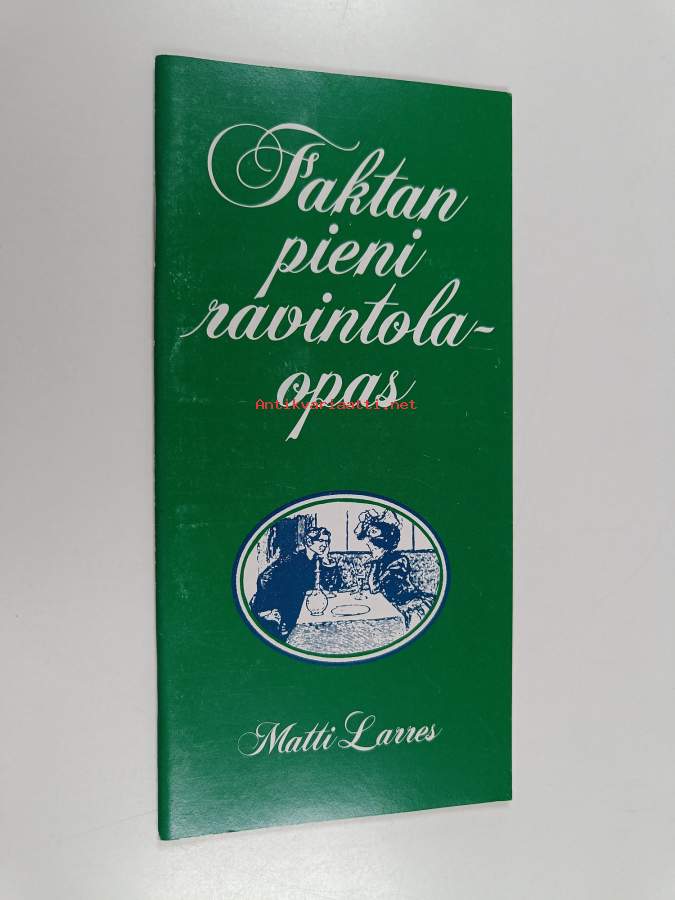 Faktan
pieni
ravintola-
opas
Antikvariaatti.net
Matti Larres